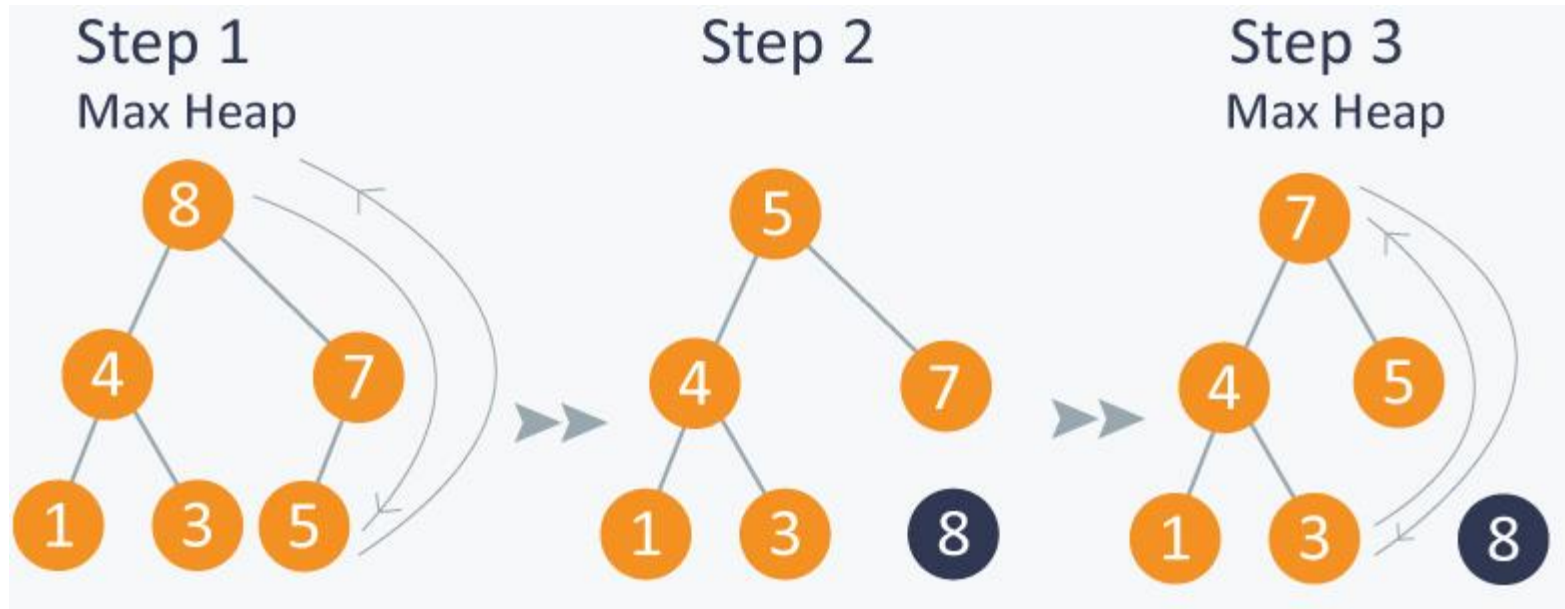 Step 1
Max Heap
8
4 7
1 3 5
Step 2
5
4 7
1 3 8
Step 3
Max Heap
7
4 5
1 3 8